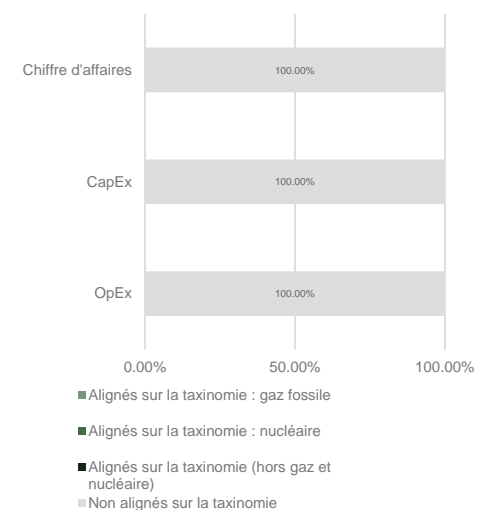 Chiffre d'affaires
100.00%
CapEx
100.00%
OpEx
100.00%
0.00% 50.00% 100.00%
Alignés sur la taxinomie : gaz fossile
Alignés sur la taxinomie : nucléaire
Alignés sur la taxinomie (hors gaz et
nucléaire)
Non alignés sur la taxinomie